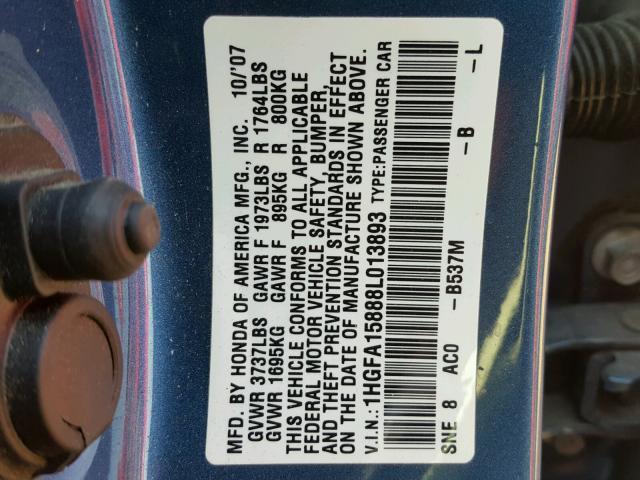 MFD. BY HONDA OF AMERICA MFG., INC. 10/'07
GVWR 3737LBS GAWR F 1973LBS R 1764LBS
GVWR 1695KG GAWR F 895KG R 800KG
THIS VEHICLE CONFORMS TO ALL APPLICABLE
FEDERAL MOTOR VEHICLE SAFETY, BUMPER,
AND THEFT PREVENTION STANDARDS IN EFFECT
ON THE DATE OF MANUFACTURE SHOWN ABOVE.
V.I.N.:1HGFA15888L013893 TYPE:PASSENGER CAR
SNE 8 AC0 -B537M -B -L